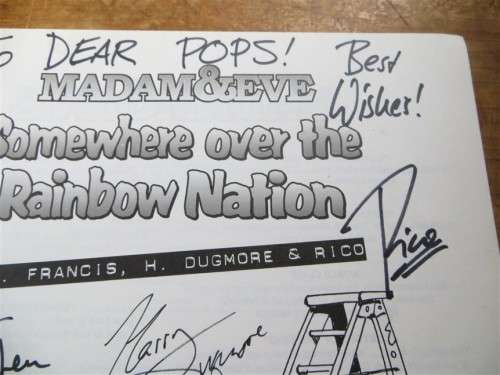 DEAR POPS! Best
Wishes!
MADAM & EVE
Somewhere over the
Rainbow Nation
. FRANCIS, H. DUGMORE & RICO
Rico
Harry
Dugmore